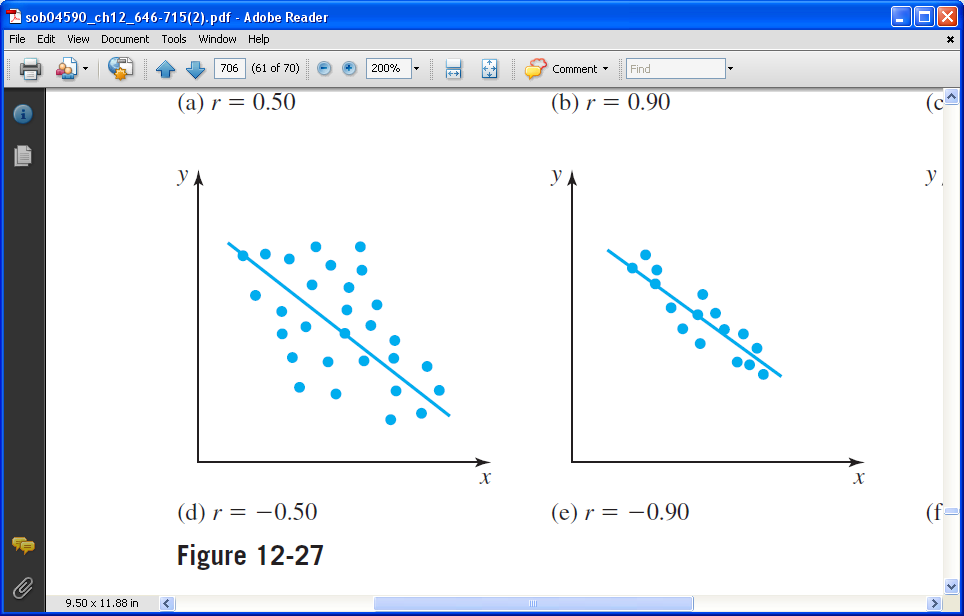 sob04590_ch12_646-715(2).pdf - Adobe Reader
File Edit View Document Tools Window Help
706 (61 of 70) 200% Comment Find
(a) r = 0.50 (b) r = 0.90 (c
y y y
x x
(d) r = −0.50 (e) r = −0.90 (f
Figure 12-27
9.50 x 11.88 in